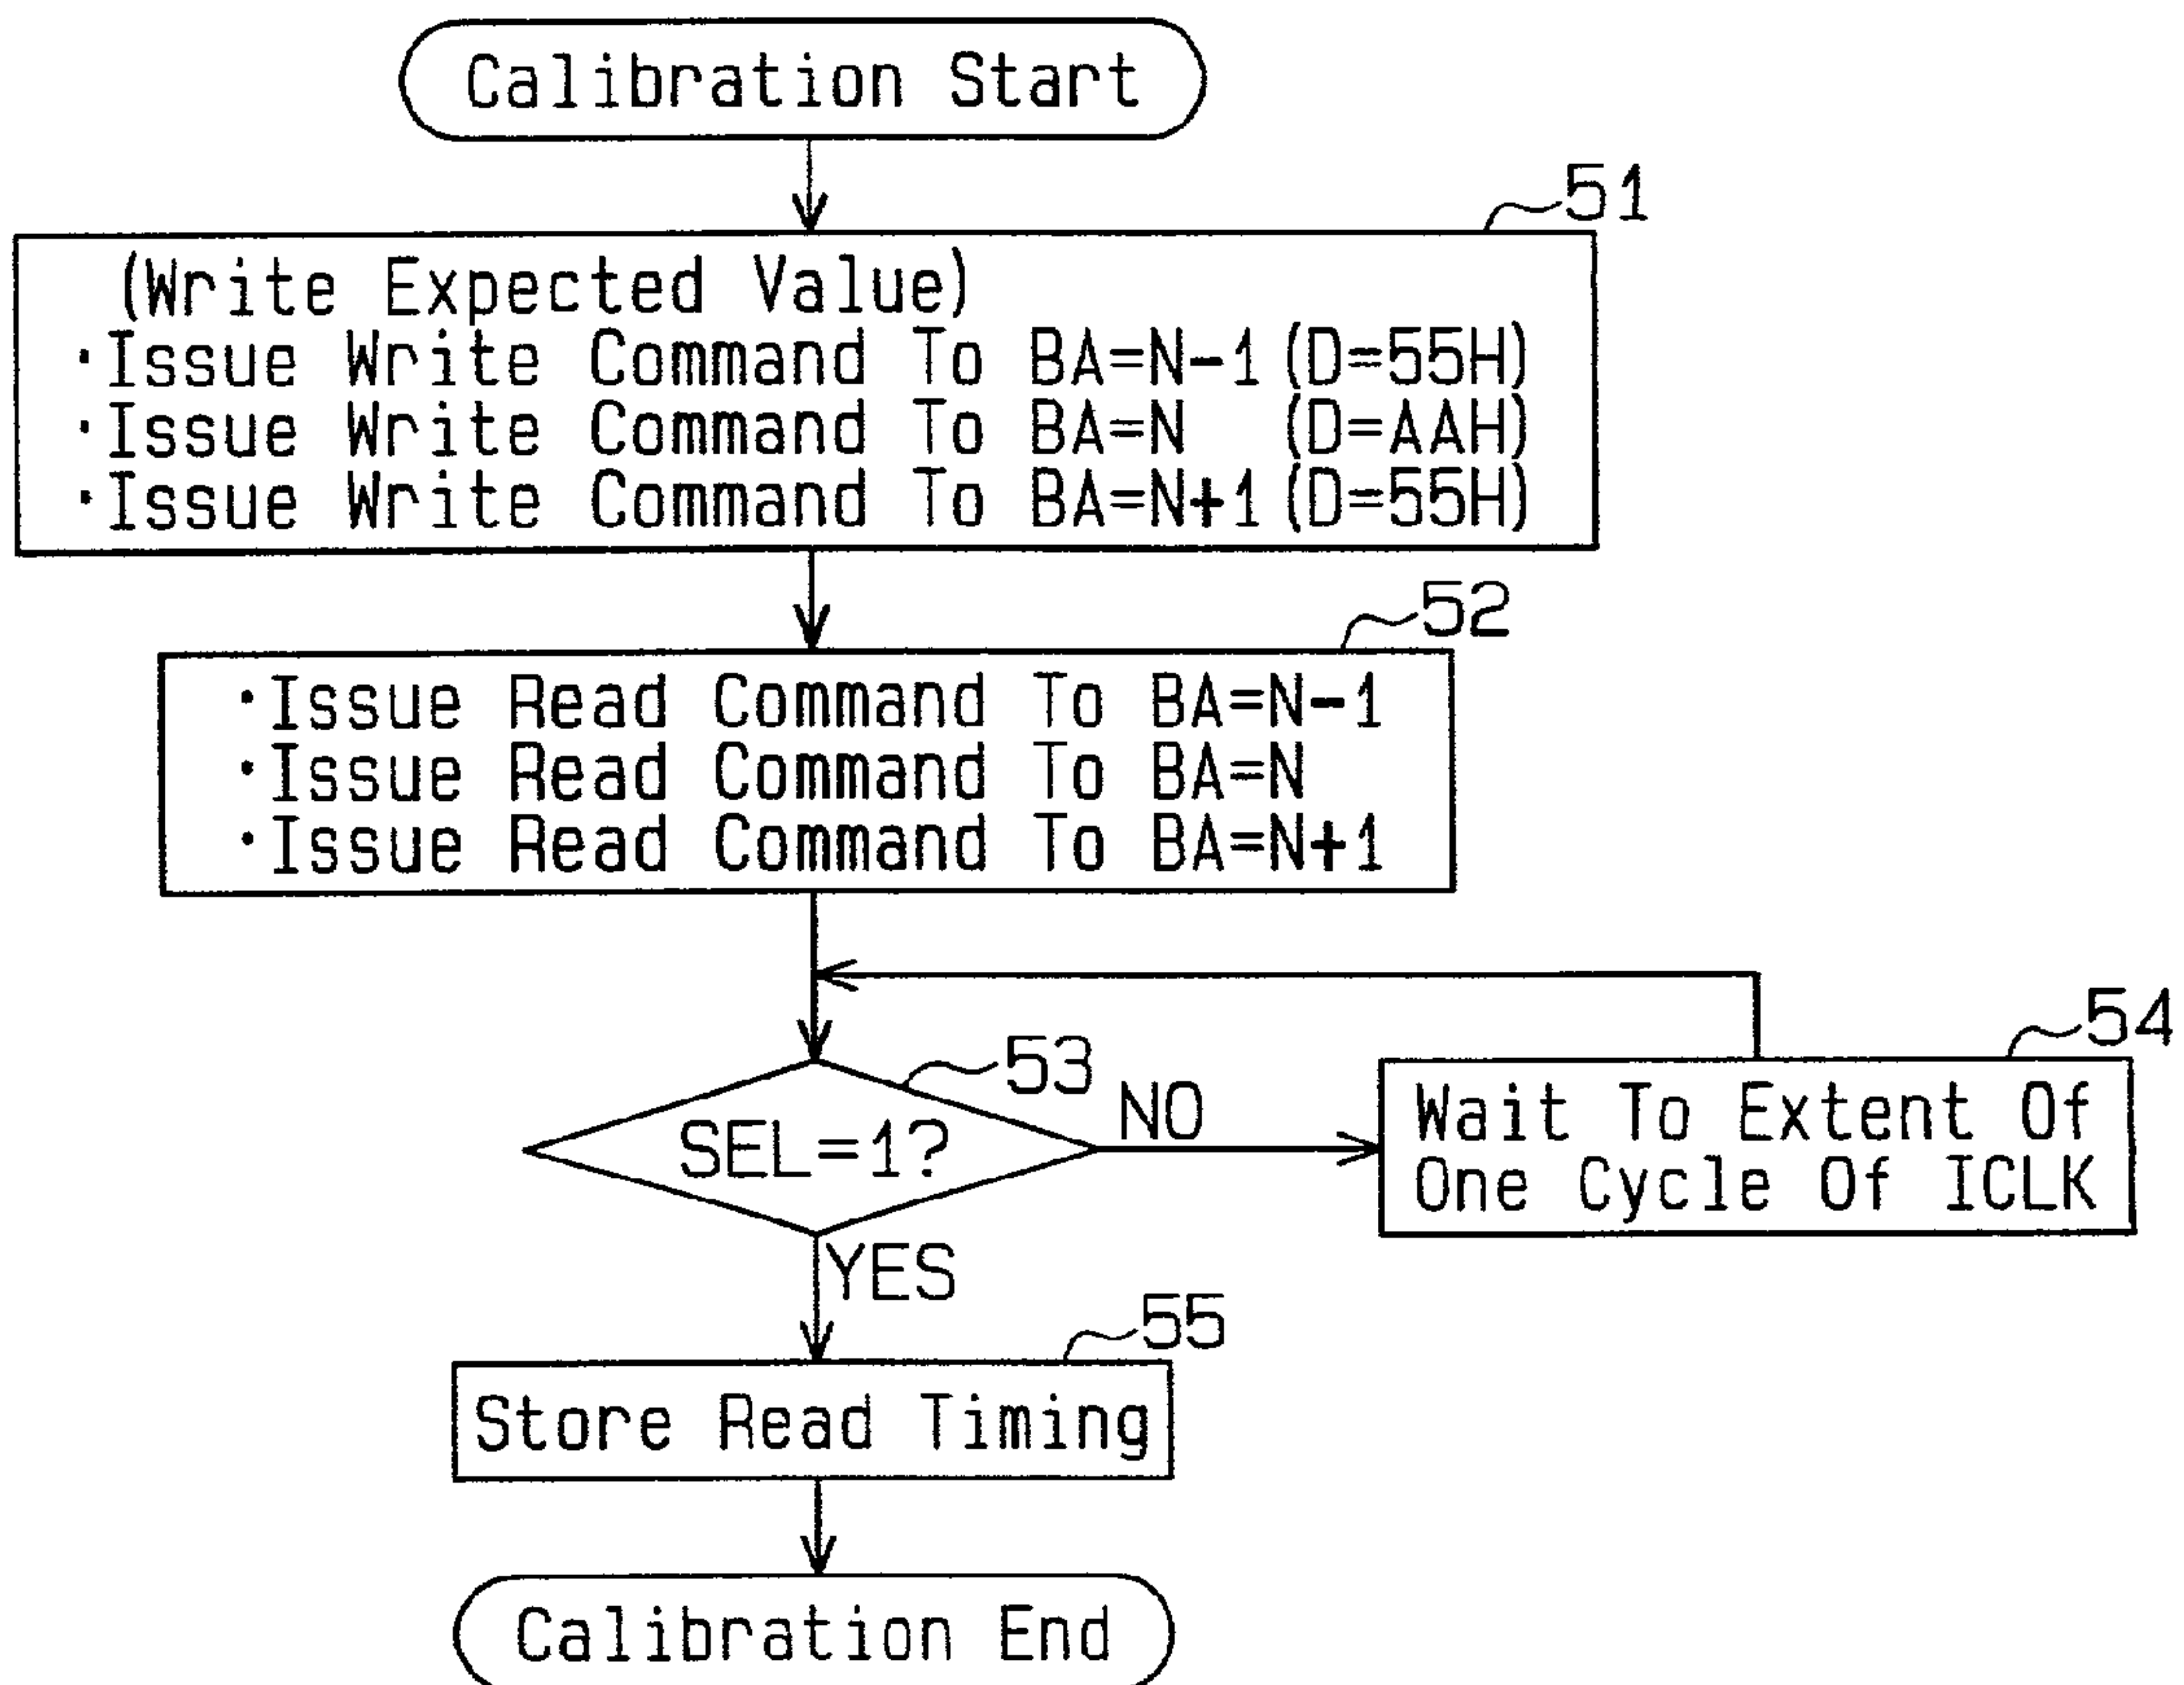 Calibration Start
51
(Write Expected Value)
·Issue Write Command To BA=N-1 (D=55H)
·Issue Write Command To BA=N (D=AAH)
·Issue Write Command To BA=N+1 (D=55H)
52
·Issue Read Command To BA=N-1
·Issue Read Command To BA=N
·Issue Read Command To BA=N+1
53
SEL=1?
NO
54
Wait To Extent Of
One Cycle Of ICLK
YES
55
Store Read Timing
Calibration End